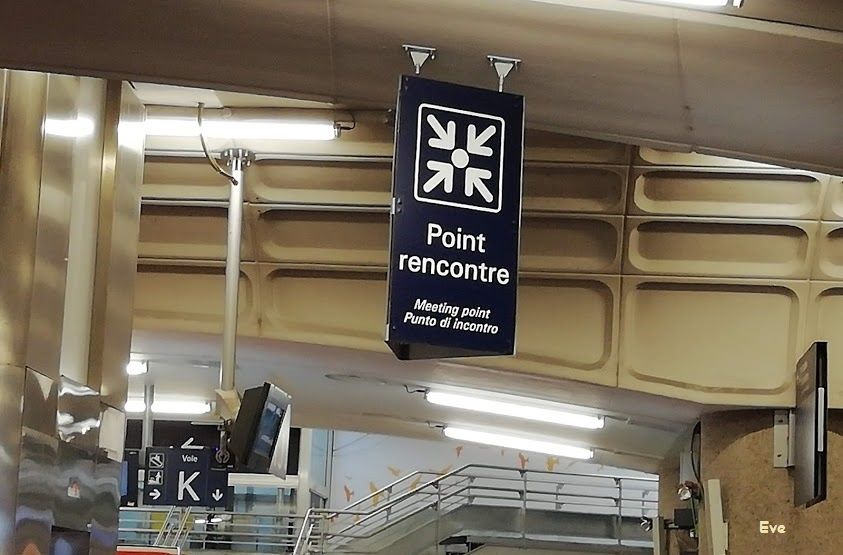 Point
rencontre
Meeting point
Punto di incontro
Voie
K
Eve